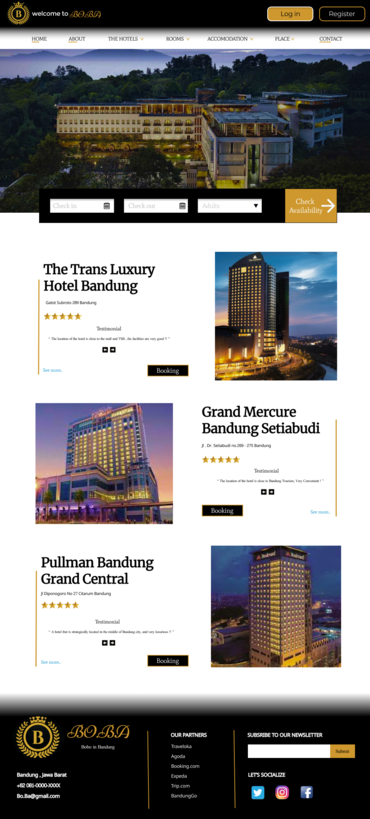 B
welcome to BOBA
Log in
Register
HOME
ABOUT
THE HOTELS
ROOMS
ACCOMODATION
PLACE
CONTACT
Check in
Check out
Adults
Check
Availability
The Trans Luxury
Hotel Bandung
Gatot Subroto 289 Bandung
Testimonial
" The location of the hotel is close to the mall and TSB, the facilities are very good !! "
See more..
Booking
Grand Mercure
Bandung Setiabudi
Jl . Dr. Setiabudi no.269 - 275 Bandung
Testimonial
" The location of the hotel is close to Bandung Tourism, Very Convenient ! "
Booking
See more..
Pullman Bandung
Grand Central
Jl Diponogoro No 27 Citarum Bandung
Testimonial
" A hotel that is strategically located in the middle of Bandung city, and very luxurious !! "
See more..
Booking
B
BOBA
Bobo in Bandung
Bandung , Jawa Barat
+62 081-0000-XXXX
Bo.Ba@gmail.com
OUR PARTNERS
Traveloka
Agoda
Booking.com
Expedia
Trip.com
BandungGo
SUBSRIBE TO OUR NEWSLETTER
Submit
LET'S SOCIALIZE